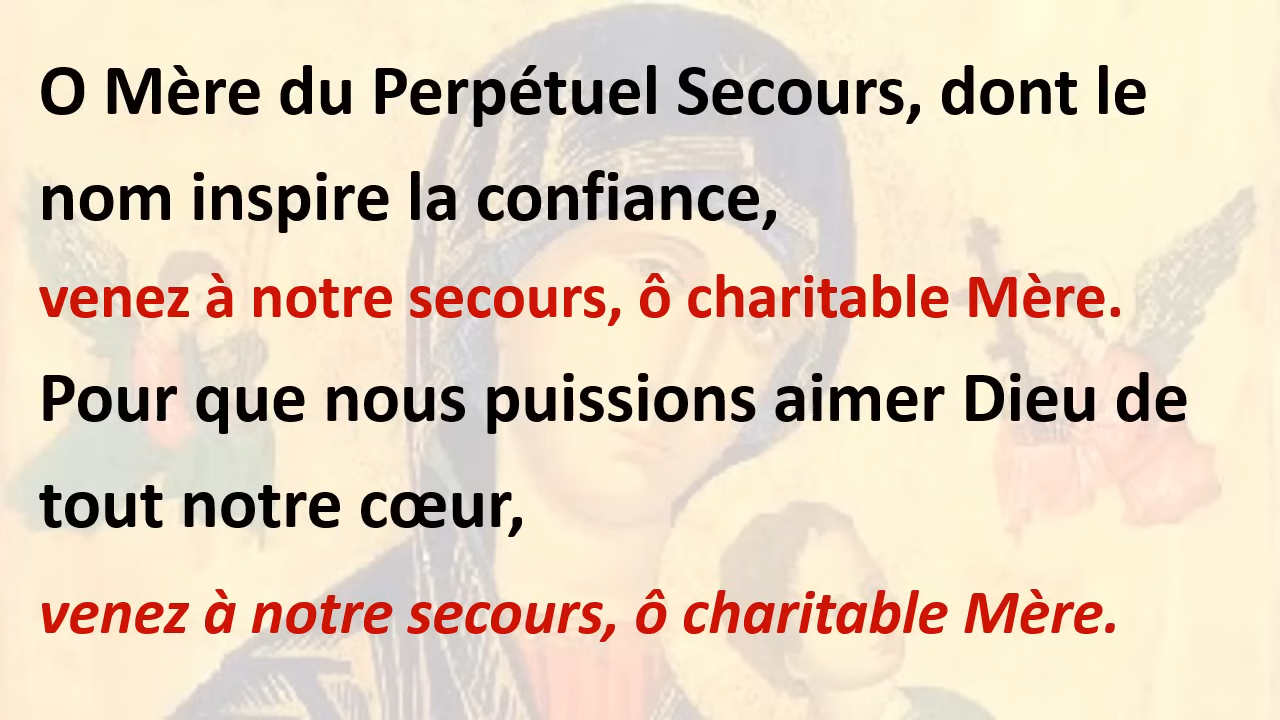 O Mère du Perpétuel Secours, dont le
nom inspire la confiance,
venez à notre secours, ô charitable Mère.
Pour que nous puissions aimer Dieu de
tout notre cœur,
venez à notre secours, ô charitable Mère.